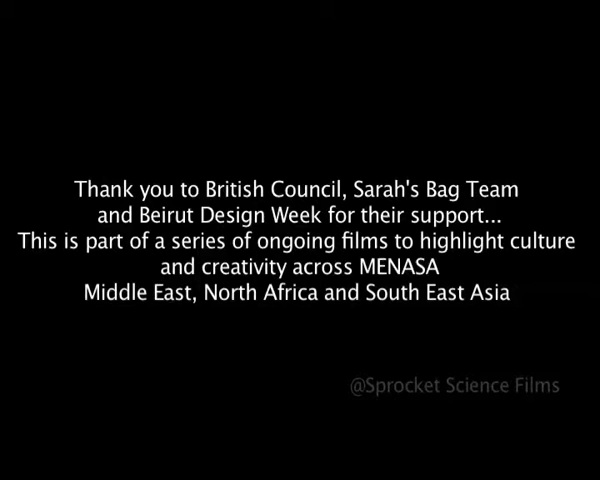 Thank you to British Council, Sarah's Bag Team
and Beirut Design Week for their support...
This is part of a series of ongoing films to highlight culture
and creativity across MENASA
Middle East, North Africa and South East Asia
@Sprocket Science Films